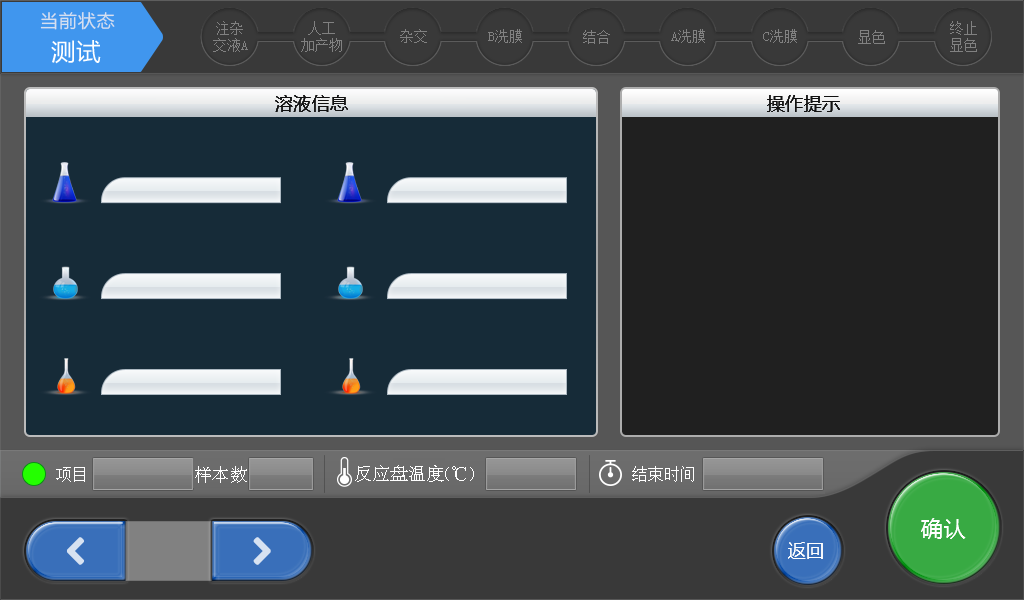 当前状态
测试
注杂
交液A
人工
加产物
杂交
B洗膜
结合
A洗膜
C洗膜
显色
终止
显色
溶液信息
操作提示
项目
样本数
反应盘温度(℃)
结束时间
返回
确认